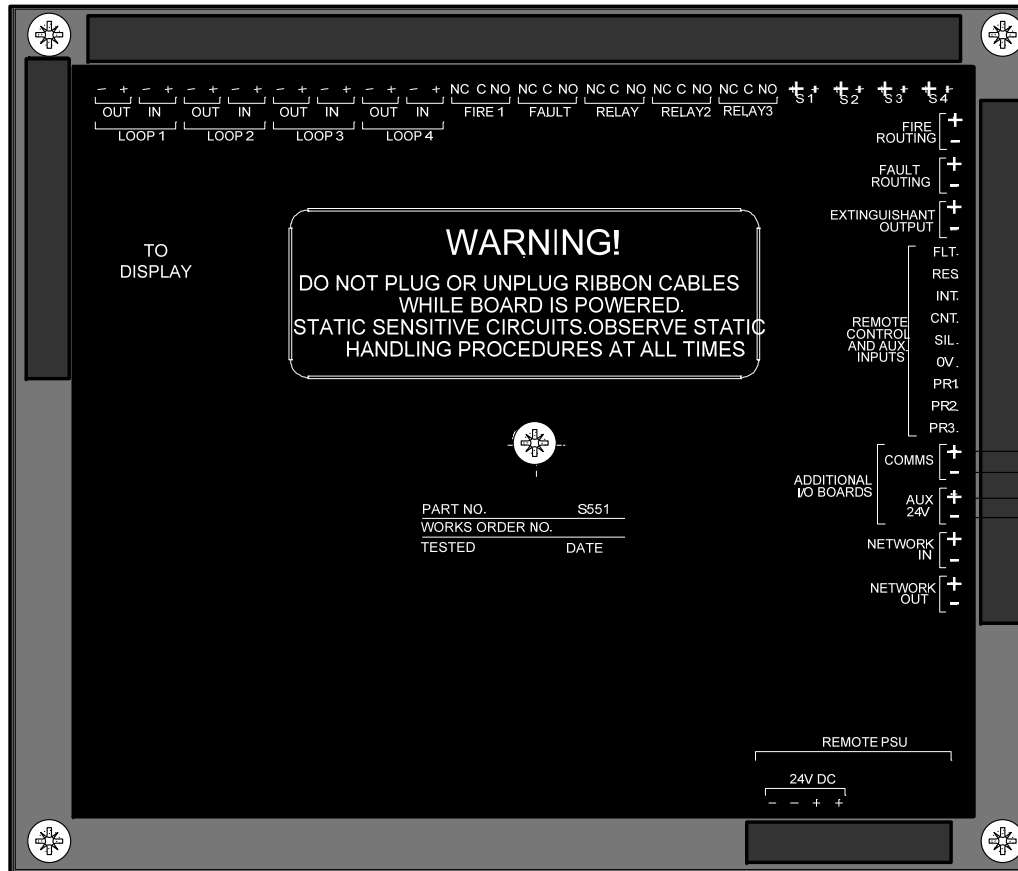 - + - + - + - + - + - + - + - + NC C NO NC C NO NC C NO NC C NO NC C NO + - + - + - + -
OUT IN OUT IN OUT IN OUT IN FIRE 1 FAULT RELAY RELAY2 RELAY3 S1 S2 S3 S4
LOOP 1 LOOP 2 LOOP 3 LOOP 4
FIRE +
ROUTING -
FAULT +
ROUTING -
EXTINGUISHANT +
OUTPUT -
TO
DISPLAY
WARNING!
DO NOT PLUG OR UNPLUG RIBBON CABLES
WHILE BOARD IS POWERED.
STATIC SENSITIVE CIRCUITS.OBSERVE STATIC
HANDLING PROCEDURES AT ALL TIMES
REMOTE
CONTROL
AND AUX.
INPUTS
FLT.
RES.
INT.
CNT.
SIL.
0V.
PR1.
PR2.
PR3.
ADDITIONAL
I/O BOARDS
COMMS +
-
AUX +
24V -
NETWORK +
IN -
NETWORK +
OUT -
PART NO. S551
WORKS ORDER NO.
TESTED DATE
REMOTE PSU
24V DC
- - + +